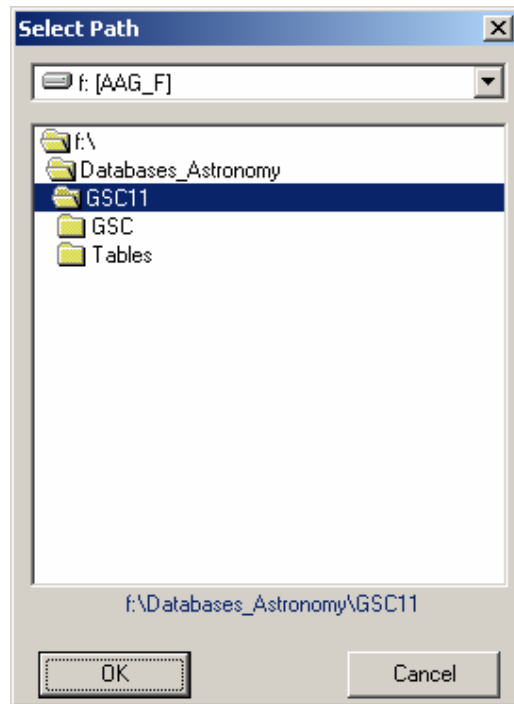 Select Path
f: [AAG_F]
f:\
Databases_Astronomy
GSC11
GSC
Tables
f:\Databases_Astronomy\GSC11
OK
Cancel